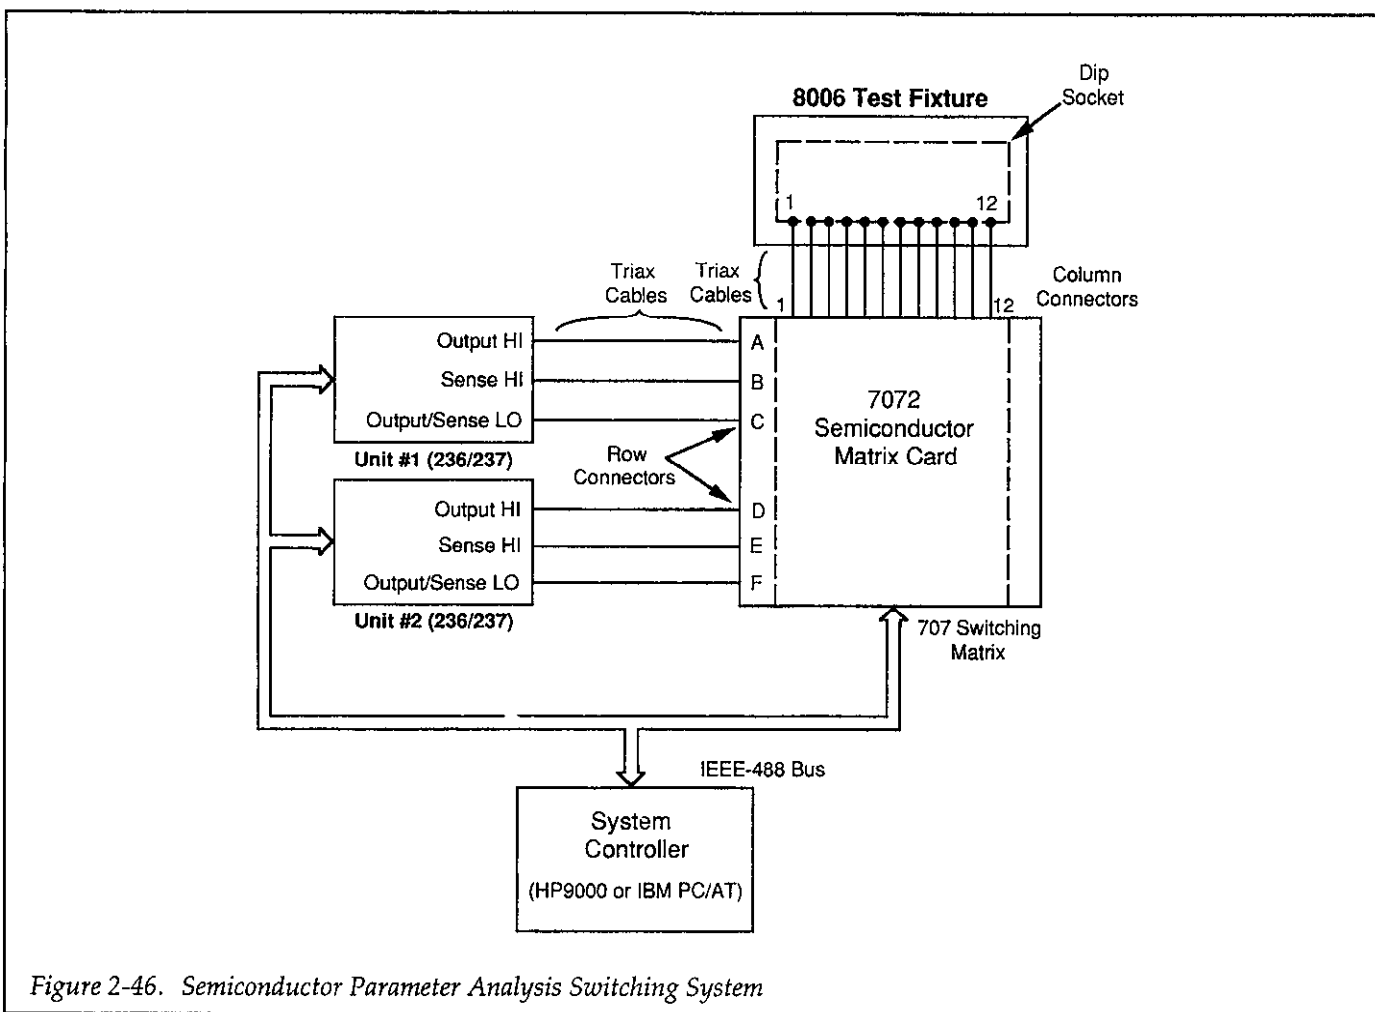 Dip
Socket
8006 Test Fixture
1
12
Triax
Cables
Triax
Cables
1
12
Column
Connectors
Output HI
Sense HI
Output/Sense LO
Unit #1 (236/237)
A
B
C
7072
Semiconductor
Matrix Card
Row
Connectors
Output HI
Sense HI
Output/Sense LO
Unit #2 (236/237)
D
E
F
707 Switching
Matrix
IEEE-488 Bus
System
Controller
(HP9000 or IBM PC/AT)
Figure 2-46. Semiconductor Parameter Analysis Switching System